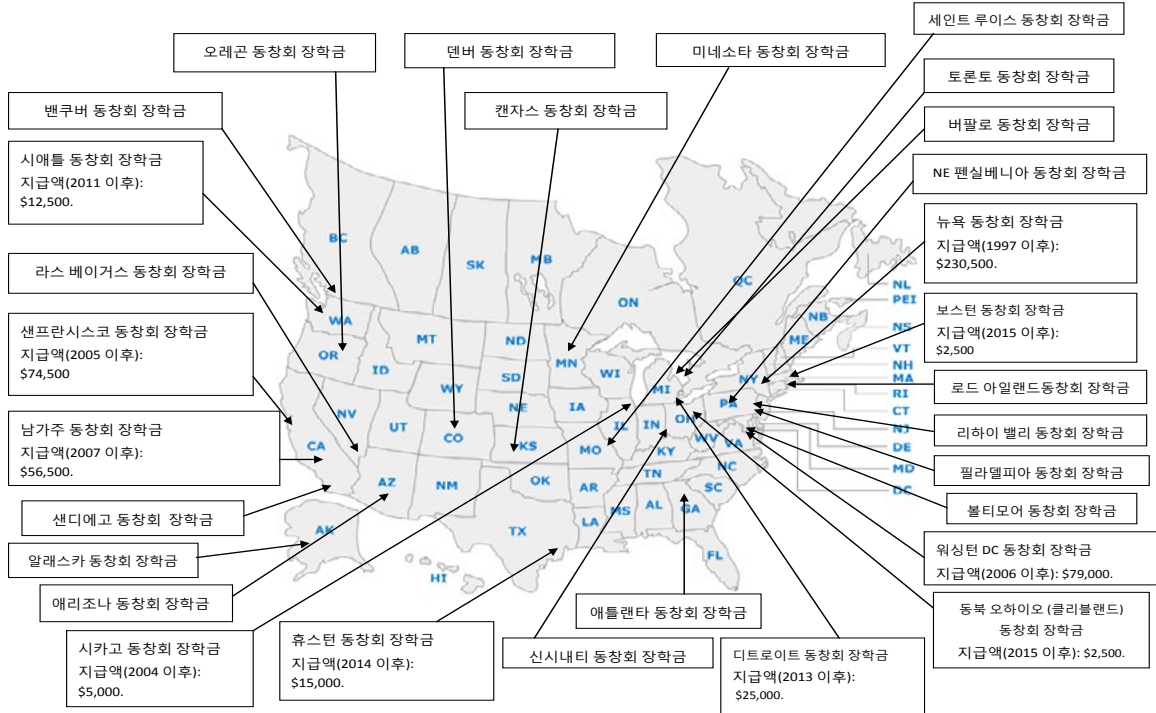 세인트 루이스 동창회 장학금
오레곤 동창회 장학금
덴버 동창회 장학금
미네소타 동창회 장학금
토론토 동창회 장학금
밴쿠버 동창회 장학금
캔자스 동창회 장학금
버팔로 동창회 장학금
시애틀 동창회 장학금
지급액(2011 이후):
$12,500.
NE 펜실베니아 동창회 장학금
뉴욕 동창회 장학금
지급액(1997 이후):
$230,500.
라스 베이거스 동창회 장학금
보스턴 동창회 장학금
지급액(2015 이후):
$2,500
샌프란시스코 동창회 장학금
지급액(2005 이후):
$74,500
로드 아일랜드동창회 장학금
남가주 동창회 장학금
지급액(2007 이후):
$56,500.
리하이 밸리 동창회 장학금
필라델피아 동창회 장학금
샌디에고 동창회 장학금
볼티모어 동창회 장학금
알래스카 동창회 장학금
워싱턴 DC 동창회 장학금
지급액(2006 이후): $79,000.
애리조나 동창회 장학금
애틀랜타 동창회 장학금
동북 오하이오 (클리블랜드)
동창회 장학금
지급액(2015 이후): $2,500.
시카고 동창회 장학금
지급액(2004 이후):
$5,000.
휴스턴 동창회 장학금
지급액(2014 이후):
$15,000.
신시내티 동창회 장학금
디트로이트 동창회 장학금
지급액(2013 이후):
$25,000.
BC
AB
SK
MB
ON
QC
NL
PEI
NB
NS
WA
MT
ND
MN
ME
VT
NH
MA
RI
CT
NJ
DE
MD
DC
OR
ID
SD
WI
MI
NY
WY
NE
IA
PA
NV
UT
CO
KS
MO
IL
IN
OH
WV
VA
KY
CA
AZ
NM
OK
AR
TN
NC
SC
TX
LA
MS
AL
GA
FL
AK
HI